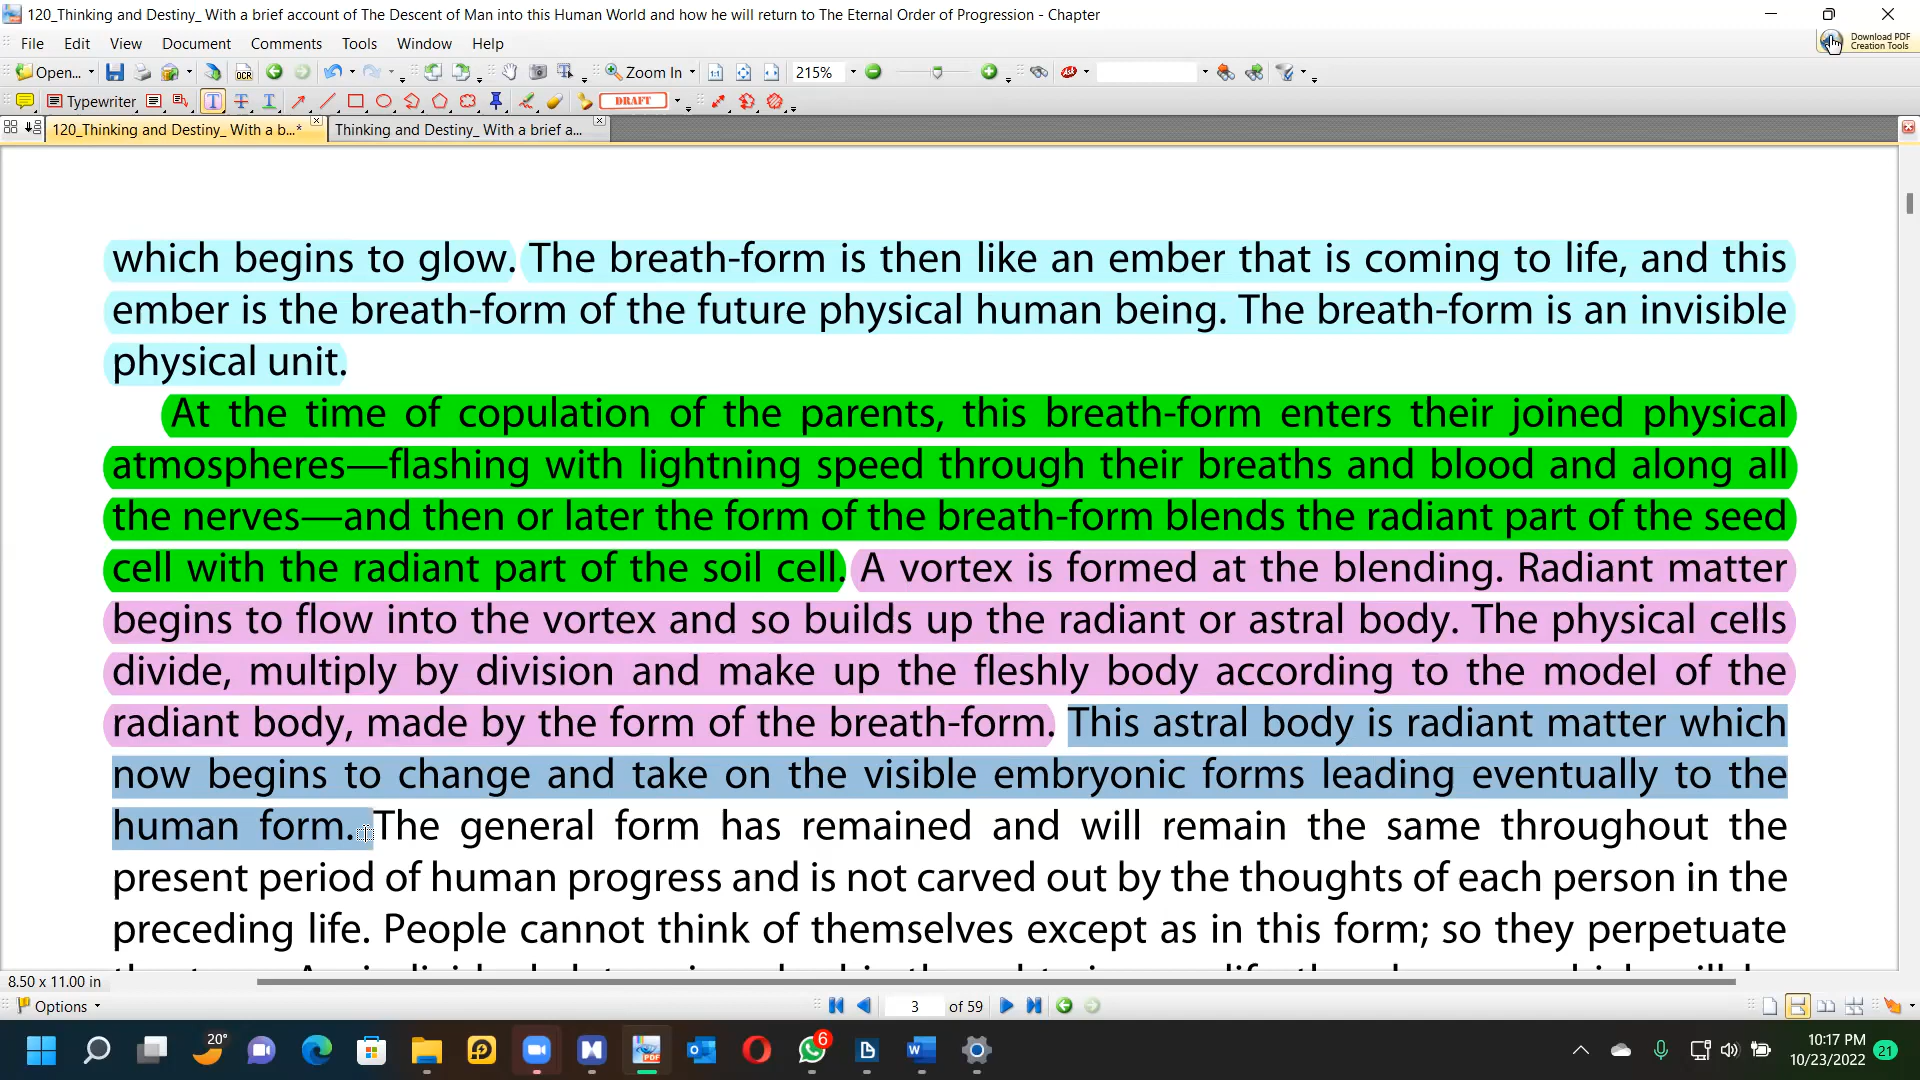 120_Thinking and Destiny_ With a brief account of The Descent of Man into this Human World and how he will return to The Eternal Order of Progression - Chapter
File Edit View Document Comments Tools Window Help
Download PDF
Creation Tools
Open... OCR Zoom In 215%
Typewriter DRAFT
120_Thinking and Destiny_ With a b...* Thinking and Destiny_ With a brief a...
which begins to glow. The breath-form is then like an ember that is coming to life, and this
ember is the breath-form of the future physical human being. The breath-form is an invisible
physical unit.
At the time of copulation of the parents, this breath-form enters their joined physical
atmospheres—flashing with lightning speed through their breaths and blood and along all
the nerves—and then or later the form of the breath-form blends the radiant part of the seed
cell with the radiant part of the soil cell. A vortex is formed at the blending. Radiant matter
begins to flow into the vortex and so builds up the radiant or astral body. The physical cells
divide, multiply by division and make up the fleshly body according to the model of the
radiant body, made by the form of the breath-form. This astral body is radiant matter which
now begins to change and take on the visible embryonic forms leading eventually to the
human form. The general form has remained and will remain the same throughout the
present period of human progress and is not carved out by the thoughts of each person in the
preceding life. People cannot think of themselves except as in this form; so they perpetuate
8.50 x 11.00 in
Options 3 of 59
20° 6 10:17 PM
10/23/2022 21